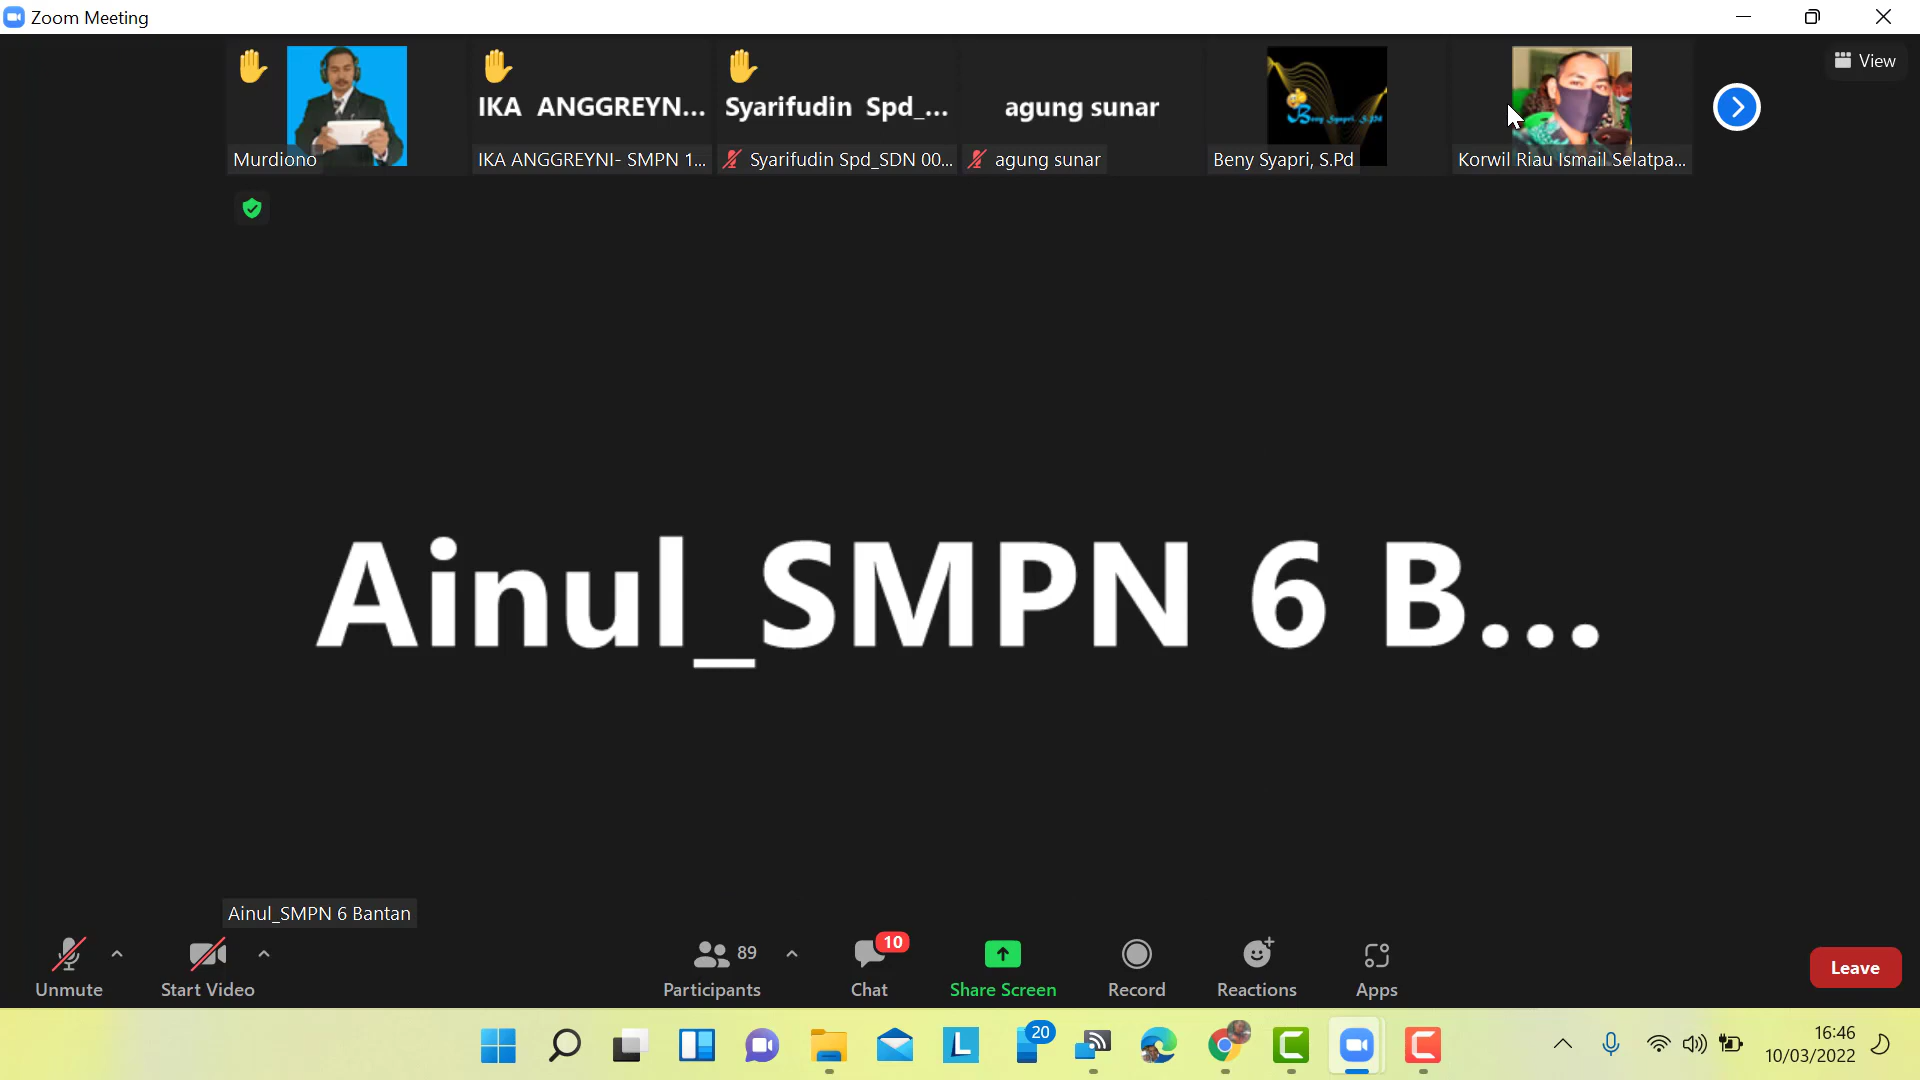 Zoom Meeting
View
IKA ANGGREYN...
Syarifudin Spd_...
agung sunar
Murdiono
IKA ANGGREYNI- SMPN 1...
Syarifudin Spd_SDN 00...
agung sunar
Beny Syapri, S.Pd
Korwil Riau Ismail Selatpa...
Ainul_SMPN 6 B...
Ainul_SMPN 6 Bantan
89
10
Unmute
Start Video
Participants
Chat
Share Screen
Record
Reactions
Apps
Leave
20
16:46
10/03/2022